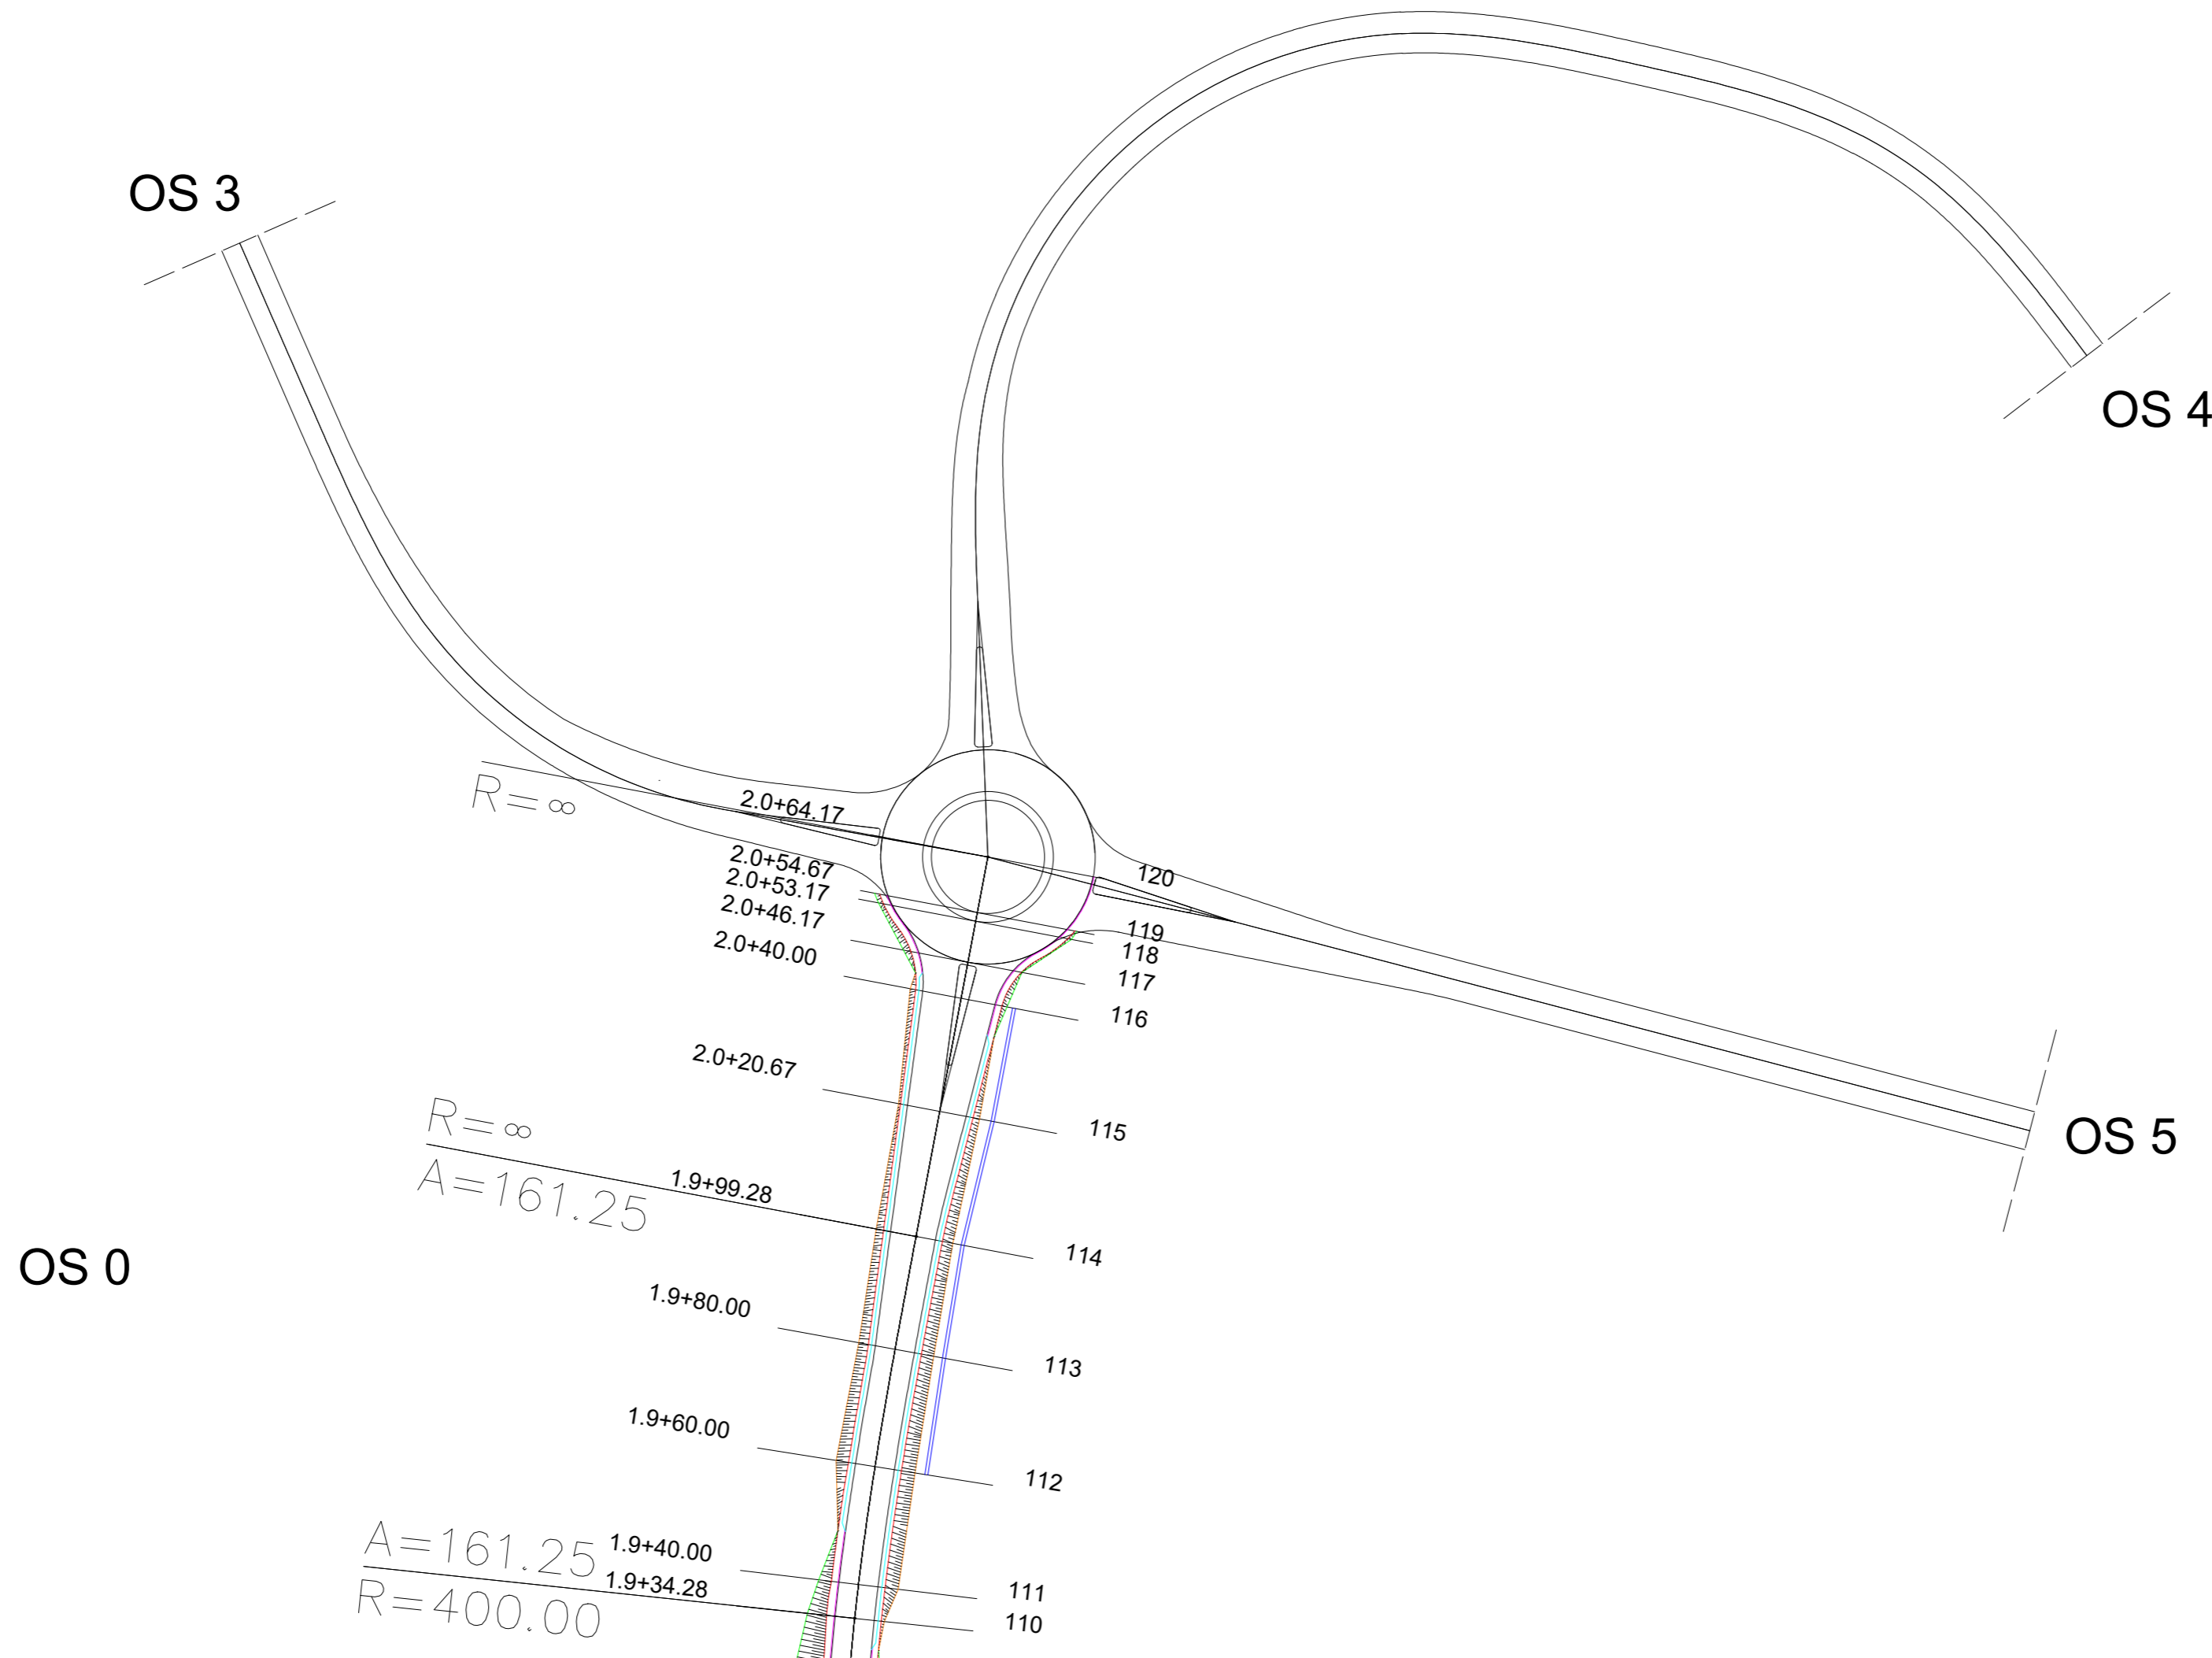 OS 3
OS 4
R=∞
2.0+64.17
2.0+54.67
120
2.0+53.17
2.0+46.17
119
2.0+40.00
118
117
116
2.0+20.67
R=∞
115
OS 5
A=161.25
1.9+99.28
114
OS 0
1.9+80.00
113
1.9+60.00
112
A=161.25
1.9+40.00
1.9+34.28
111
R=400.00
110